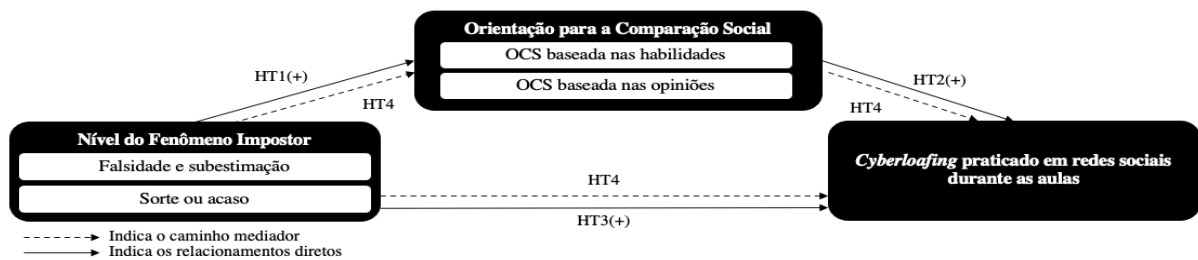 Orientação para a Comparação Social
OCS baseada nas habilidades
OCS baseada nas opiniões
HT1(+)
HT4
HT2(+)
HT4
Nível do Fenômeno Impostor
Falsidade e subestimação
Sorte ou acaso
HT4
HT3(+)
Cyberloafing praticado em redes sociais
durante as aulas
Indica o caminho mediador
Indica os relacionamentos diretos